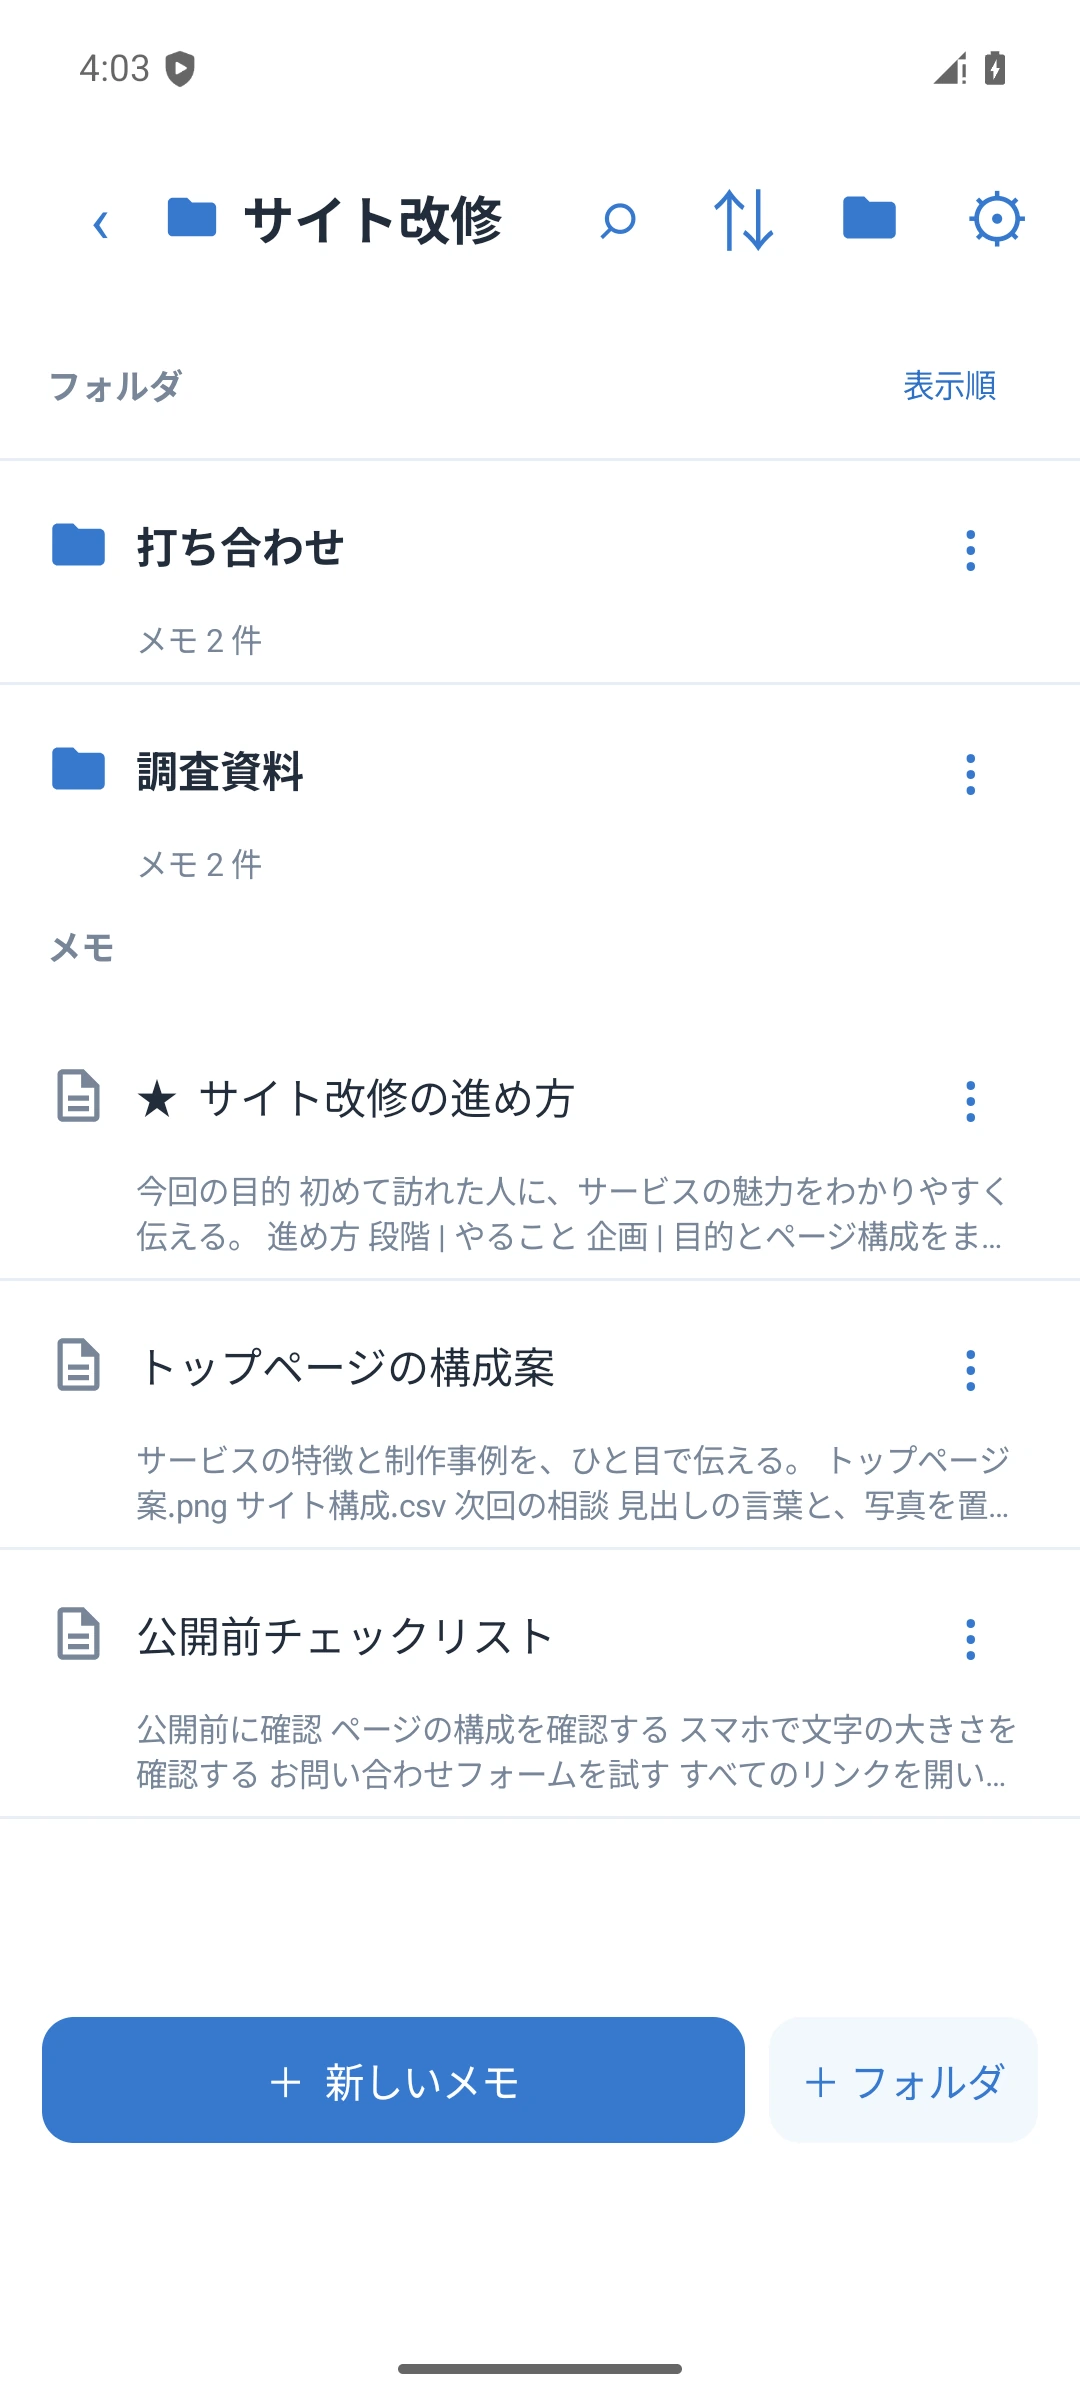 4:03
サイト改修
フォルダ
表示順
打ち合わせ
メモ 2 件
調査資料
メモ 2 件
メモ
★ サイト改修の進め方
今回の目的 初めて訪れた人に、サービスの魅力をわかりやすく
伝える。 進め方 段階 | やること 企画 | 目的とページ構成をま…
トップページの構成案
サービスの特徴と制作事例を、ひと目で伝える。 トップページ
案.png サイト構成.csv 次回の相談 見出しの言葉と、写真を置…
公開前チェックリスト
公開前に確認 ページの構成を確認する スマホで文字の大きさを
確認する お問い合わせフォームを試す すべてのリンクを開い…
＋ 新しいメモ
＋ フォルダ